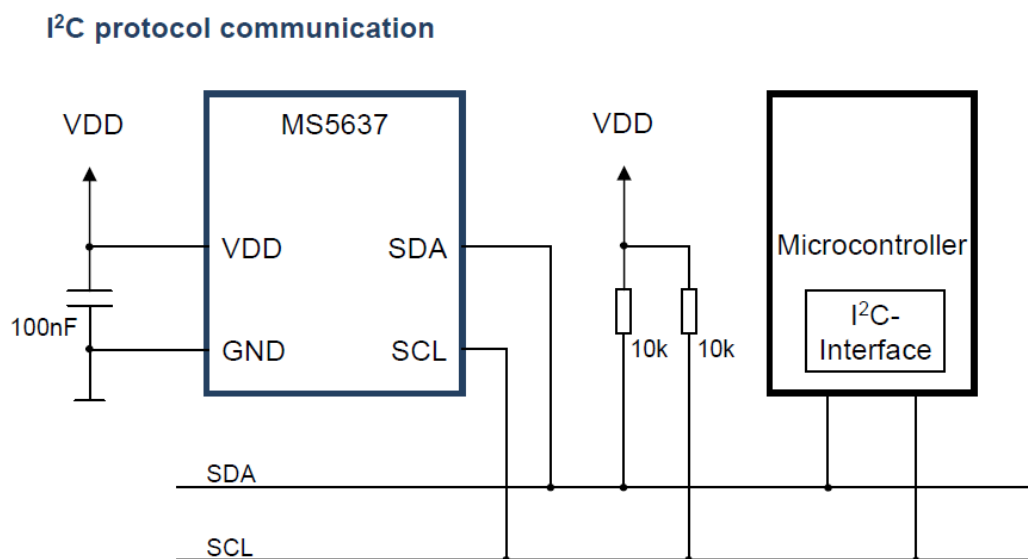 I²C protocol communication
VDD
MS5637
VDD
VDD
SDA
Microcontroller
100nF
GND
SCL
10k
10k
I²C-
Interface
SDA
SCL